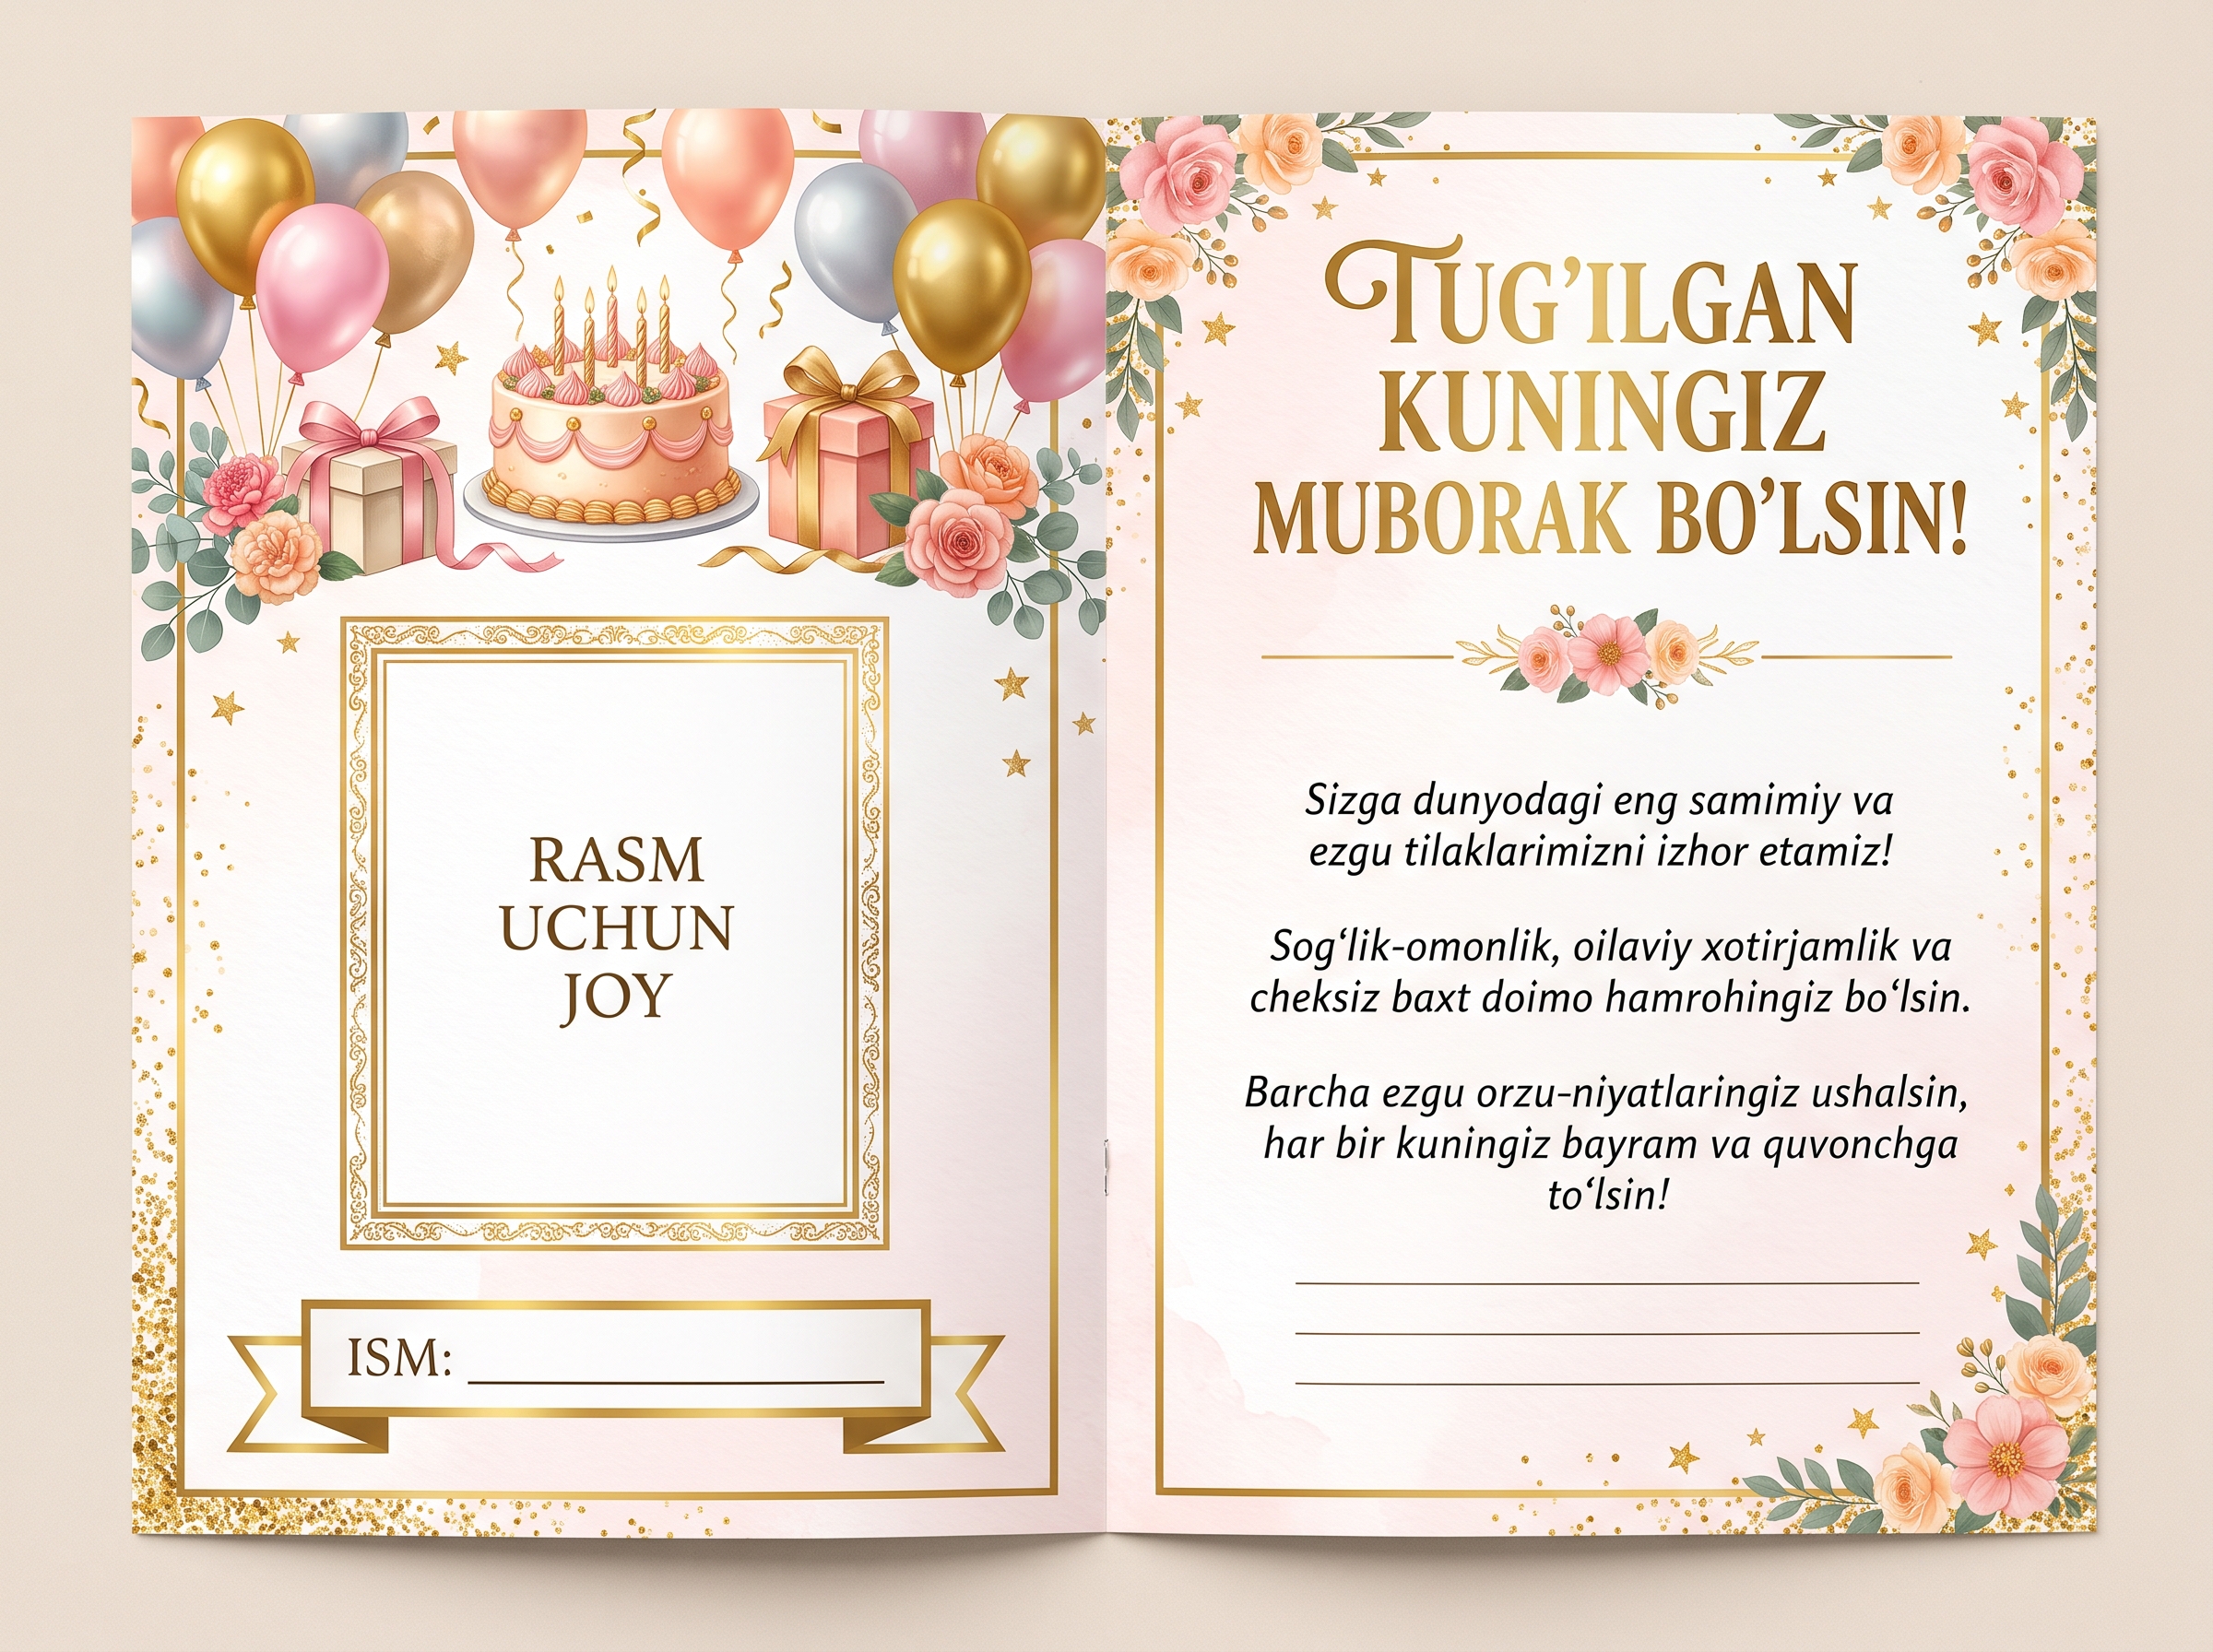 RASM
UCHUN
JOY
ISM:
TUG’ILGAN
KUNINGIZ
MUBORAK BO’LSIN!
Sizga dunyodagi eng samimiy va
ezgu tilaklarimizni izhor etamiz!
Sog‘lik-omonlik, oilaviy xotirjamlik va
cheksiz baxt doimo hamrohingiz bo‘lsin.
Barcha ezgu orzu-niyatlaringiz ushalsin,
har bir kuningiz bayram va quvonchga
to‘lsin!